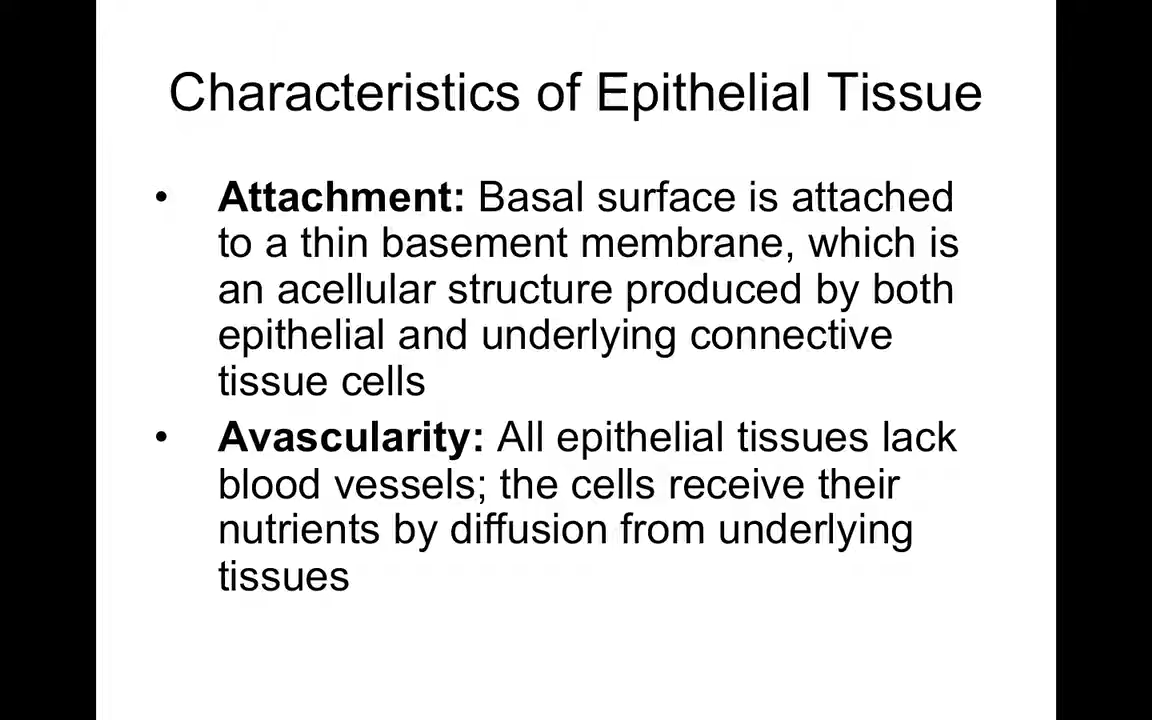 Characteristics of Epithelial Tissue
• Attachment: Basal surface is attached
to a thin basement membrane, which is
an acellular structure produced by both
epithelial and underlying connective
tissue cells
• Avascularity: All epithelial tissues lack
blood vessels; the cells receive their
nutrients by diffusion from underlying
tissues